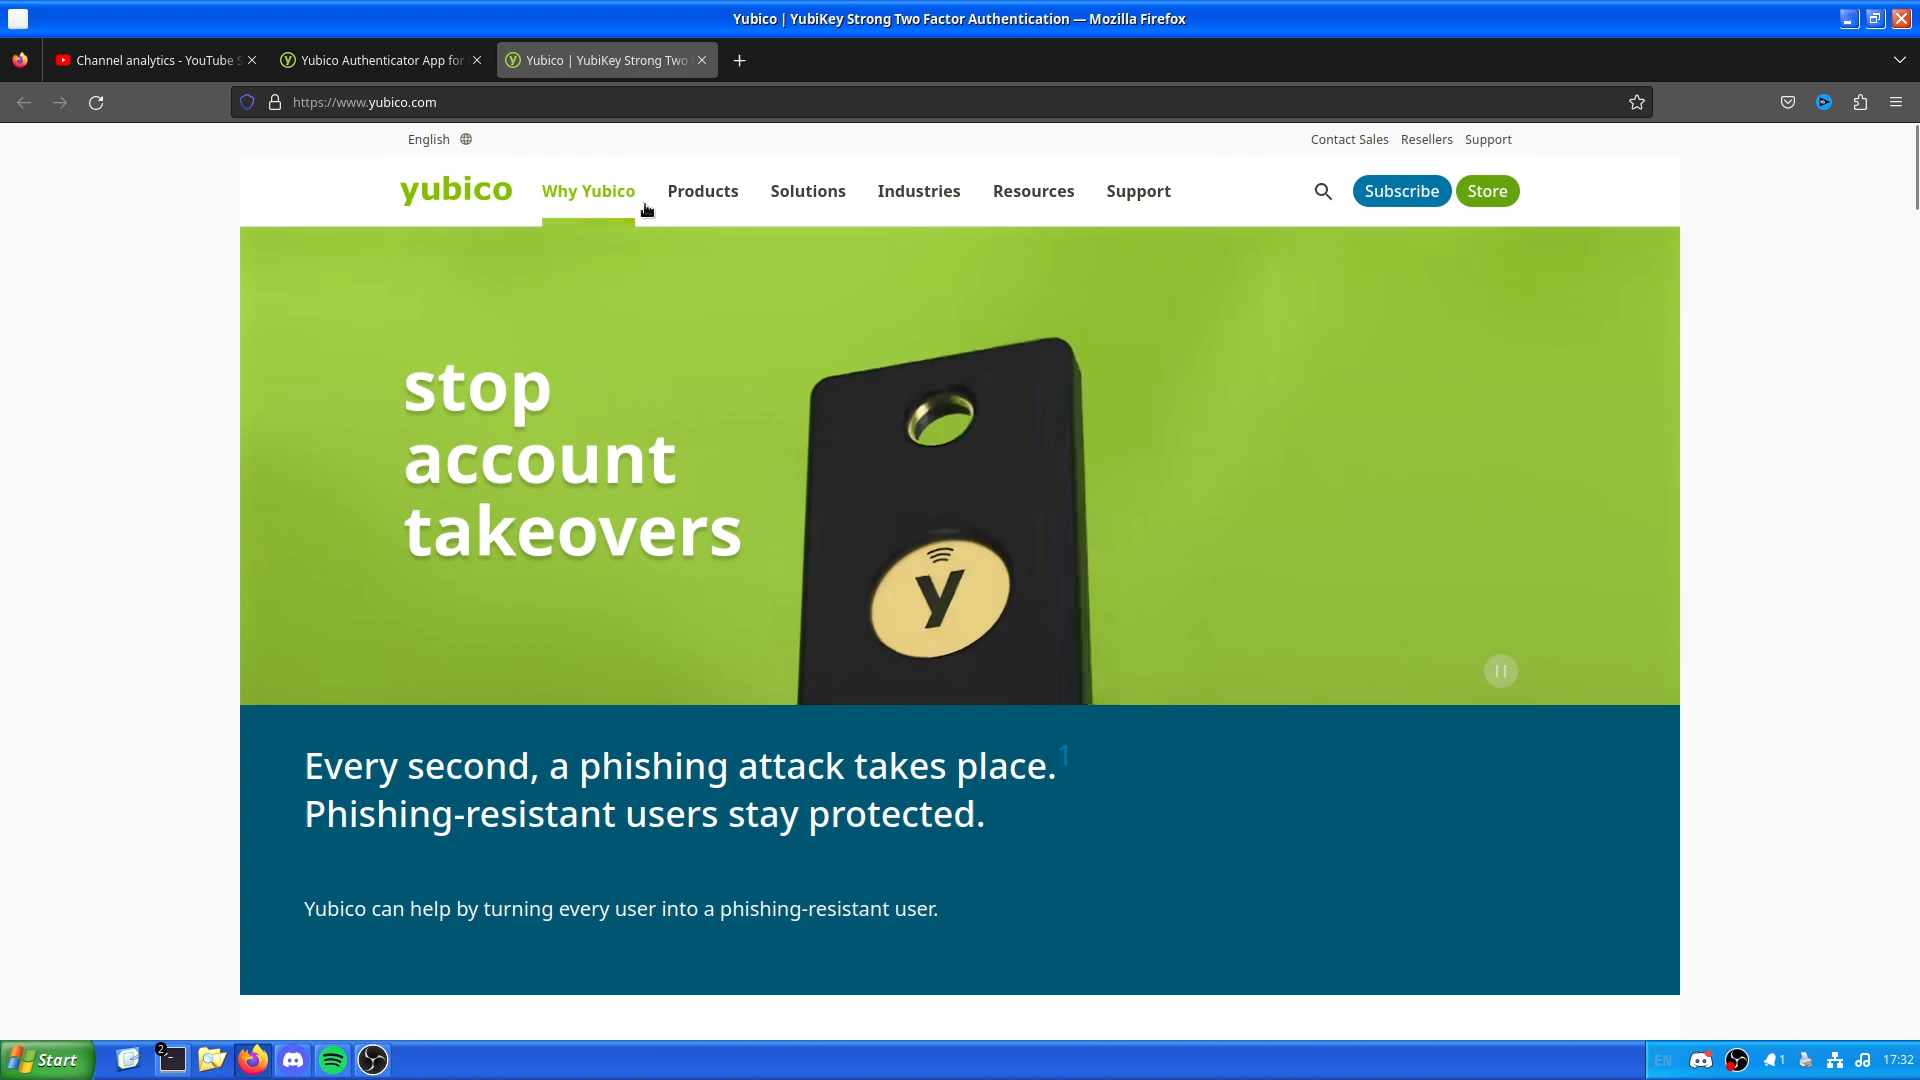 Yubico | YubiKey Strong Two Factor Authentication — Mozilla Firefox
Channel analytics - YouTube S
Yubico Authenticator App for
Yubico | YubiKey Strong Two
https://www.yubico.com
English
Contact Sales Resellers Support
yubico Why Yubico Products Solutions Industries Resources Support Subscribe Store
stop
account
takeovers
y
Every second, a phishing attack takes place.1
Phishing-resistant users stay protected.
Yubico can help by turning every user into a phishing-resistant user.
Start 2 EN 1 17:32